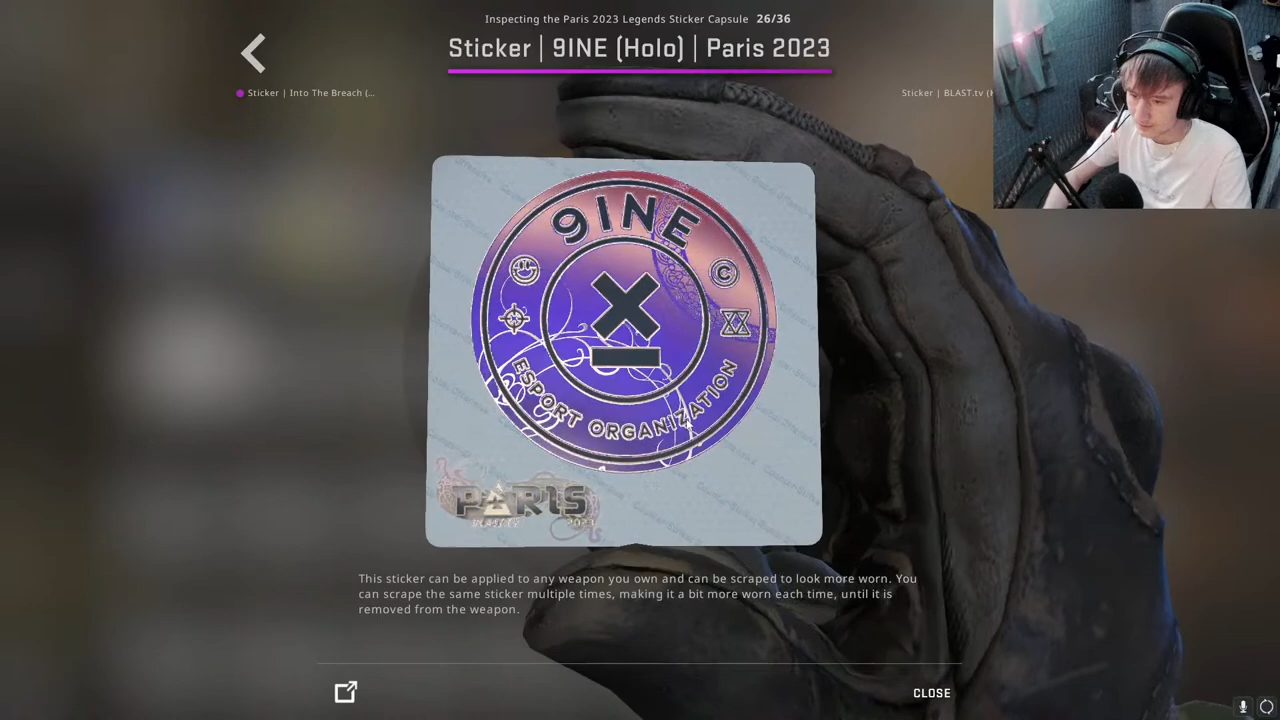 Inspecting the Paris 2023 Legends Sticker Capsule 26/36
Sticker | 9INE (Holo) | Paris 2023
Sticker | Into The Breach (...
Sticker | BLAST.tv (
9INE
ESPORT ORGANIZATION
PARIS
BLAST.TV
2023
This sticker can be applied to any weapon you own and can be scraped to look more worn. You
can scrape the same sticker multiple times, making it a bit more worn each time, until it is
removed from the weapon.
CLOSE